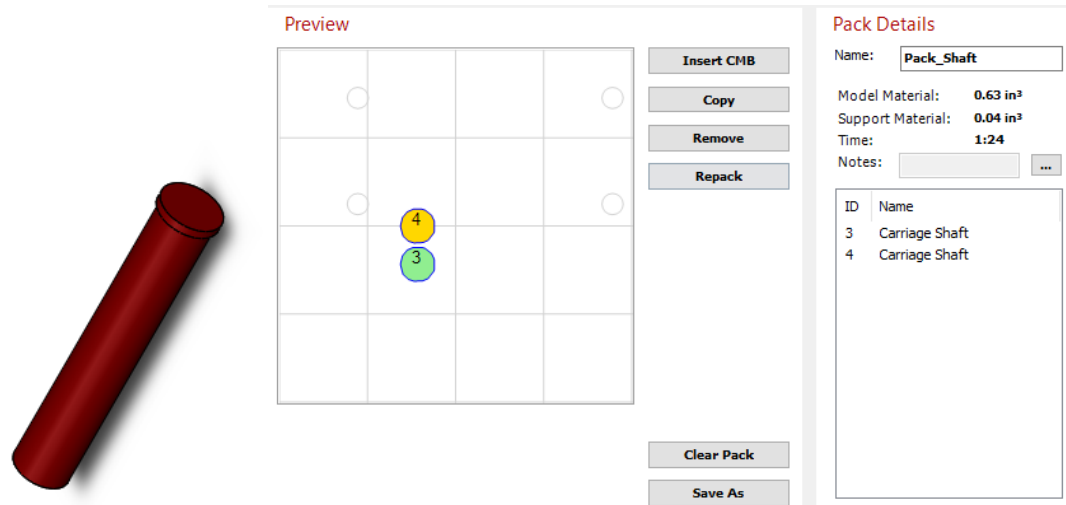 Preview
4
3
Insert CMB
Copy
Remove
Repack
Clear Pack
Save As
Pack Details
Name: Pack_Shaft
Model Material: 0.63 in³
Support Material: 0.04 in³
Time: 1:24
Notes: ...
ID Name
3 Carriage Shaft
4 Carriage Shaft